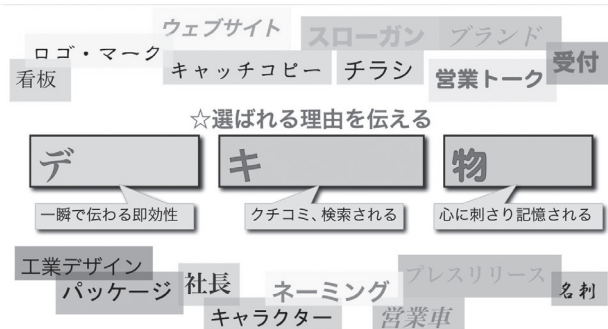 ウェブサイト
ロゴ・マーク
スローガン
ブランド
看板
キャッチコピー
チラシ
営業トーク
受付
☆選ばれる理由を伝える
デ
キ
物
一瞬で伝わる即効性
クチコミ、検索される
心に刺さり記憶される
工業デザイン
パッケージ
社長
ネーミング
プレスリリース
名刺
キャラクター
営業車